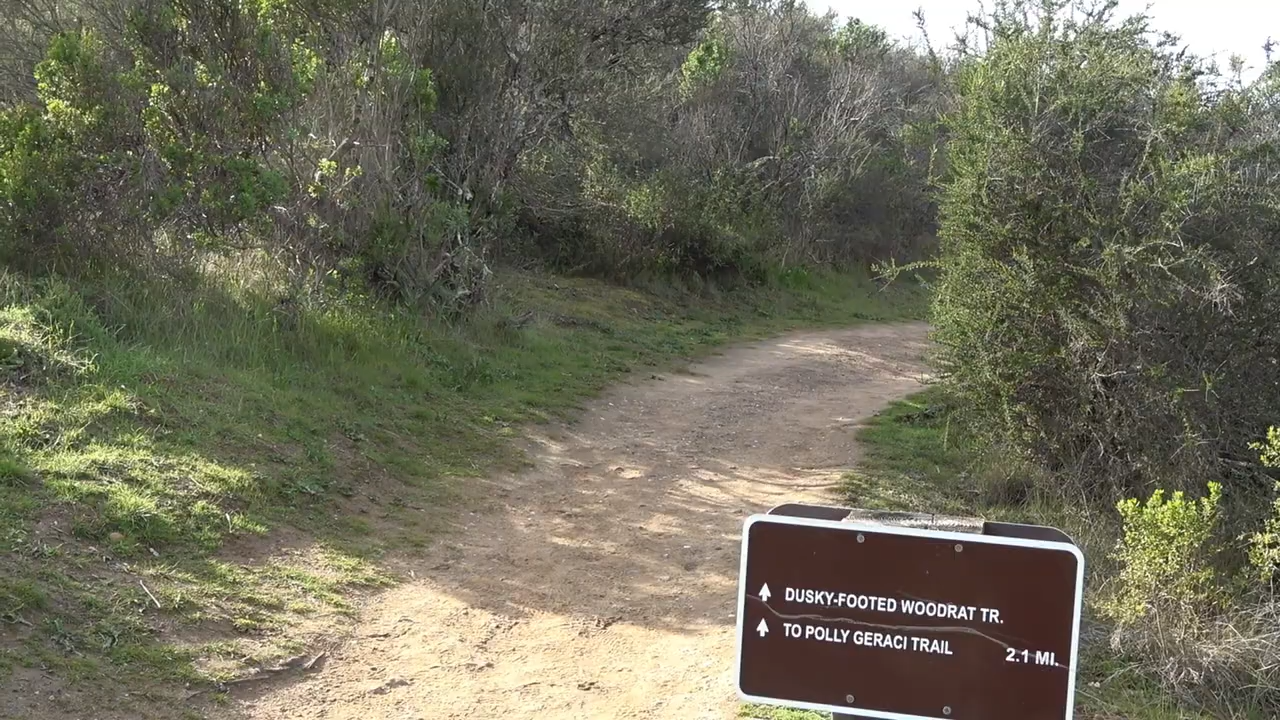 DUSKY-FOOTED WOODRAT TR.
TO POLLY GERACI TRAIL 2.1 MI.